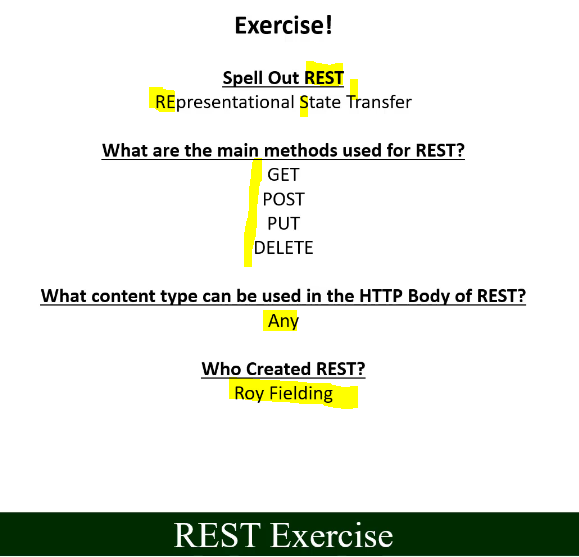 Exercise!
Spell Out REST
REpresentational State Transfer
What are the main methods used for REST?
GET
POST
PUT
DELETE
What content type can be used in the HTTP Body of REST?
Any
Who Created REST?
Roy Fielding
REST Exercise